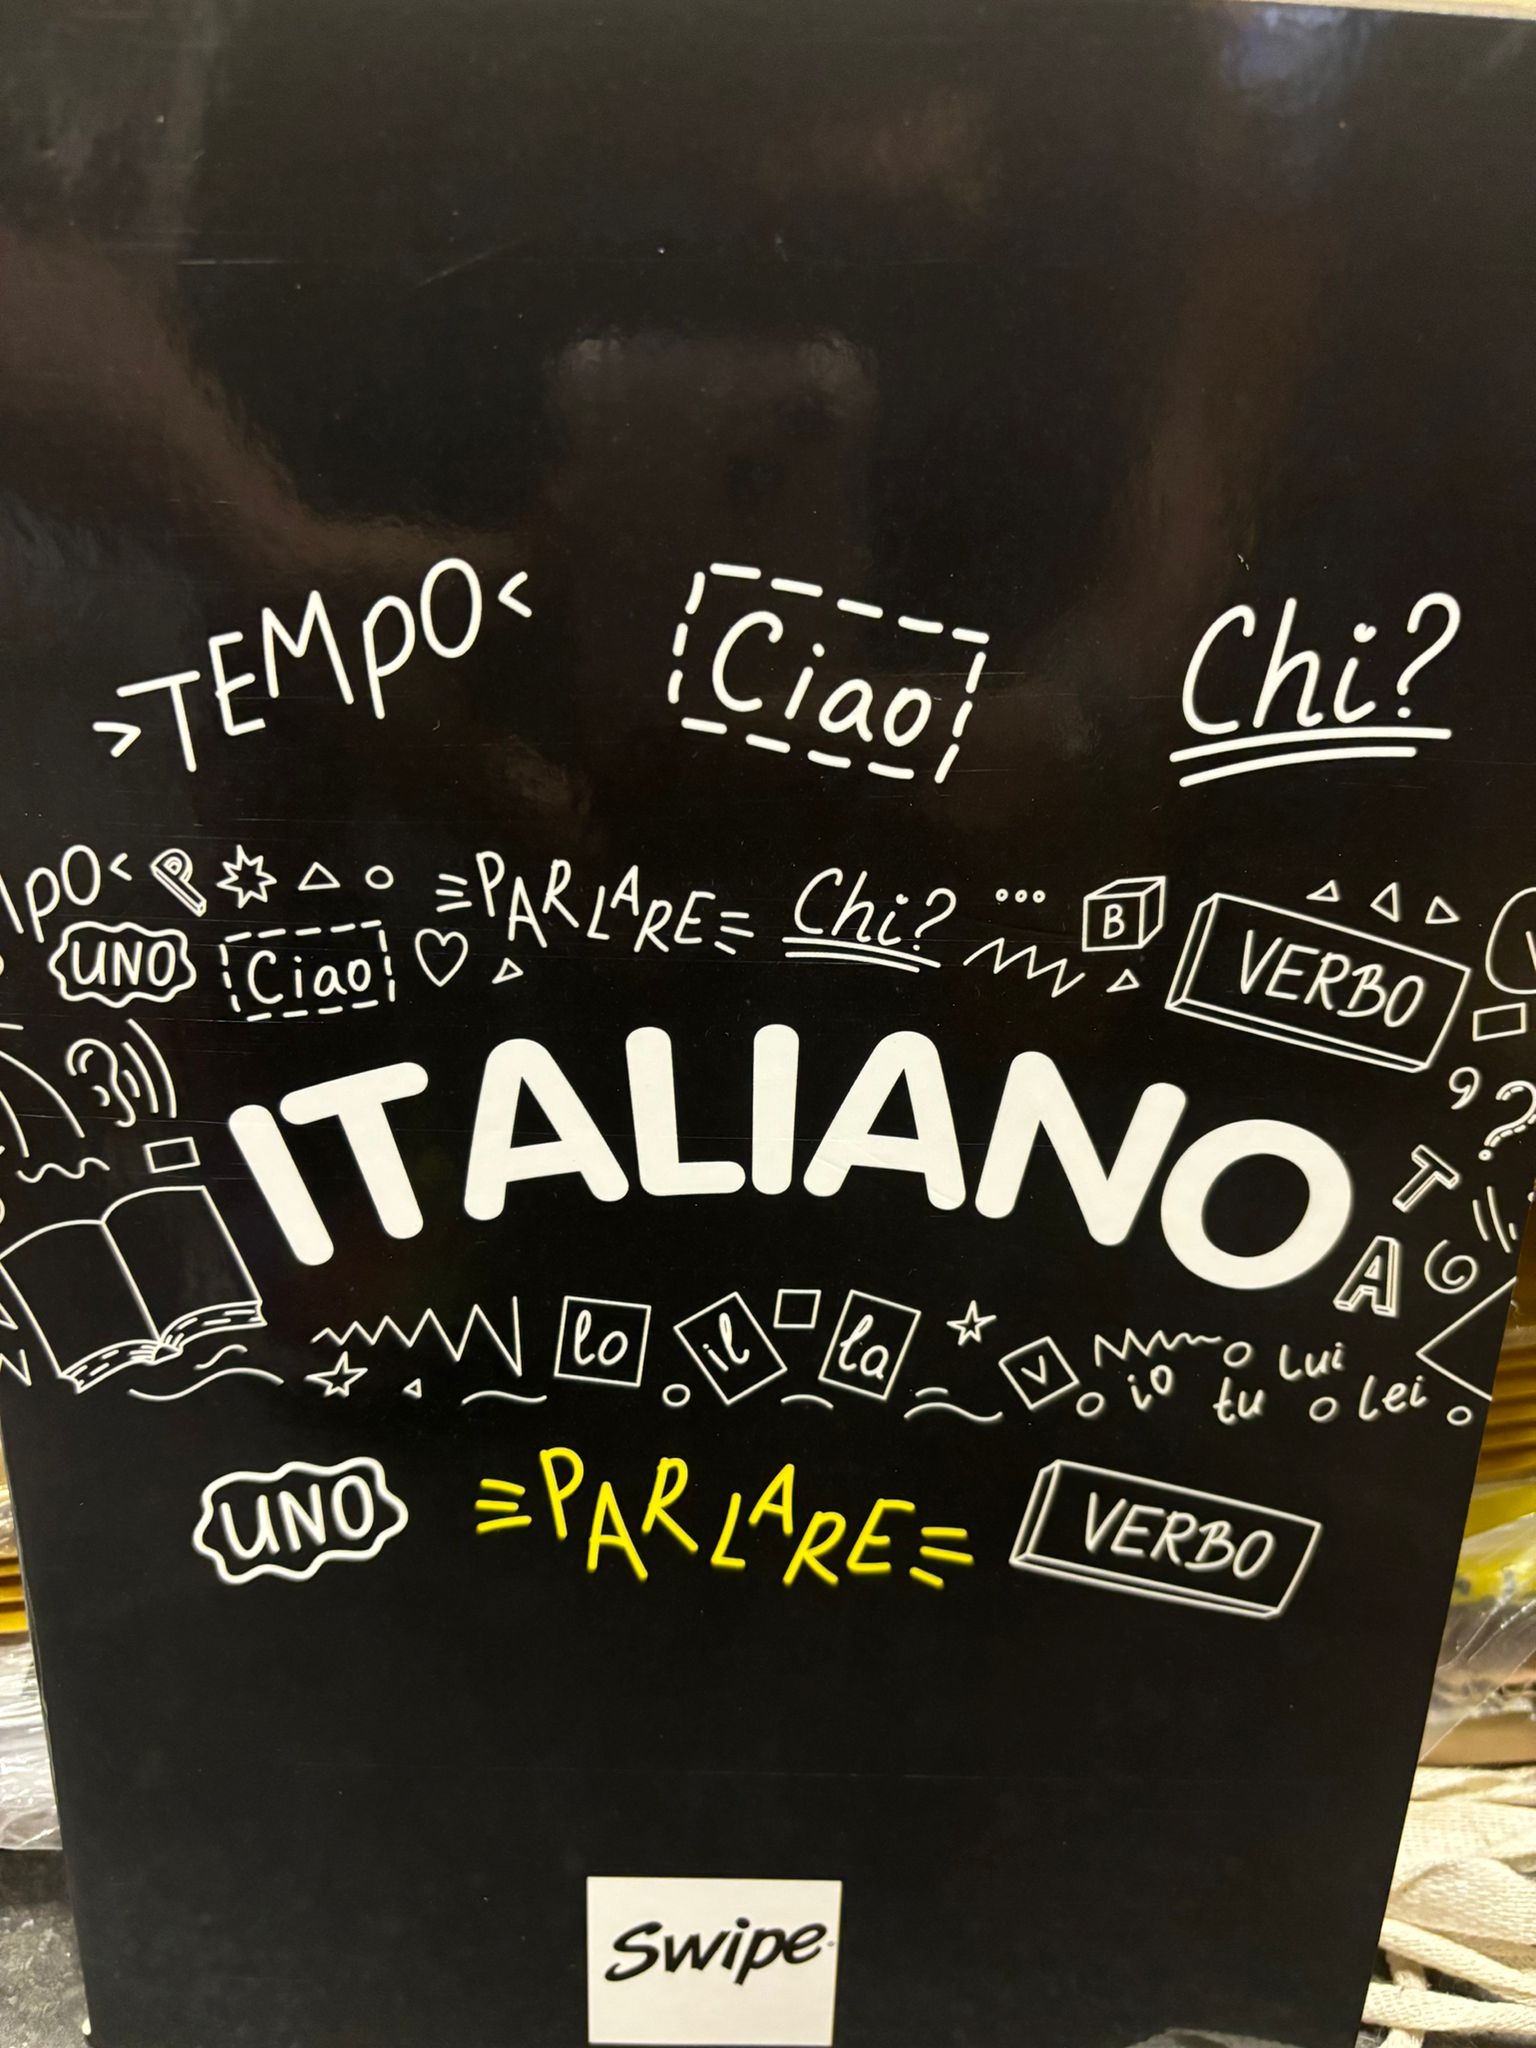 >TEMPO< Ciao Chi?
P PARLARE Chi? B VERBO
UNO Ciao
ITALIANO
T
A
lo il la V io tu lui lei
UNO PARLARE VERBO
Swipe